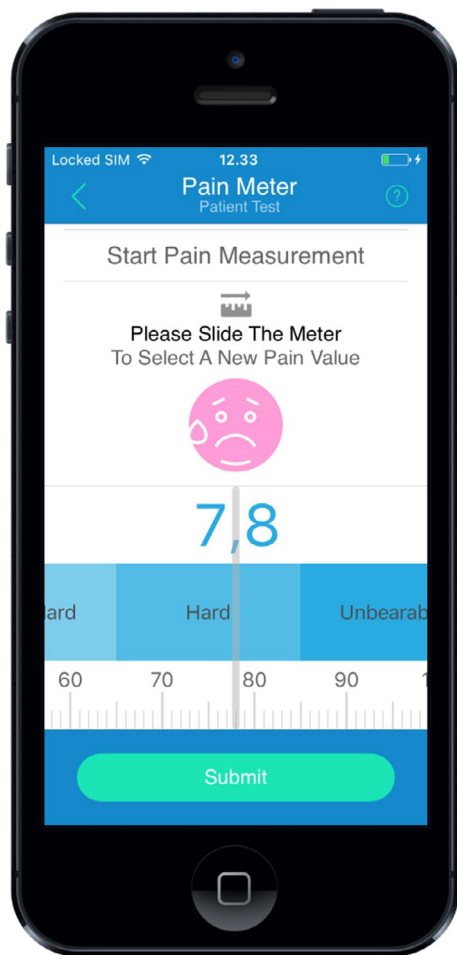 Locked SIM 12.33
Pain Meter
Patient Test
?
Start Pain Measurement
Please Slide The Meter
To Select A New Pain Value
7,8
Hard Unbearab
60 70 80 90
Submit